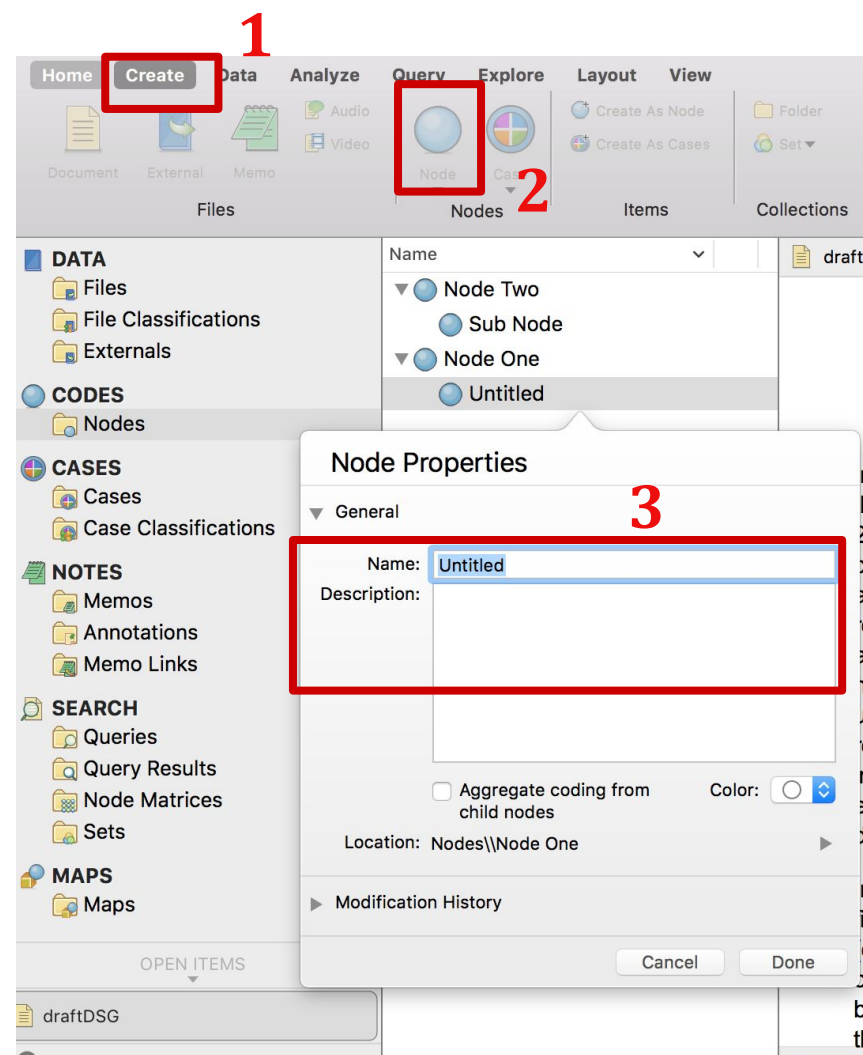 1
Home Create Data Analyze Query Explore Layout View
Audio
Create As Node
Folder
Video
Create As Cases
Set
Document External Memo
Node
2
Files
Nodes
Items
Collections
DATA
Files
File Classifications
Externals
CODES
Nodes
CASES
Cases
Case Classifications
NOTES
Memos
Annotations
Memo Links
SEARCH
Queries
Query Results
Node Matrices
Sets
MAPS
Maps
OPEN ITEMS
draftDSG
Name
Node Two
Sub Node
Node One
Untitled
draft
Node Properties
3
General
Name: Untitled
Description:
Aggregate coding from
child nodes
Color:
Location: Nodes\\Node One
Modification History
Cancel
Done